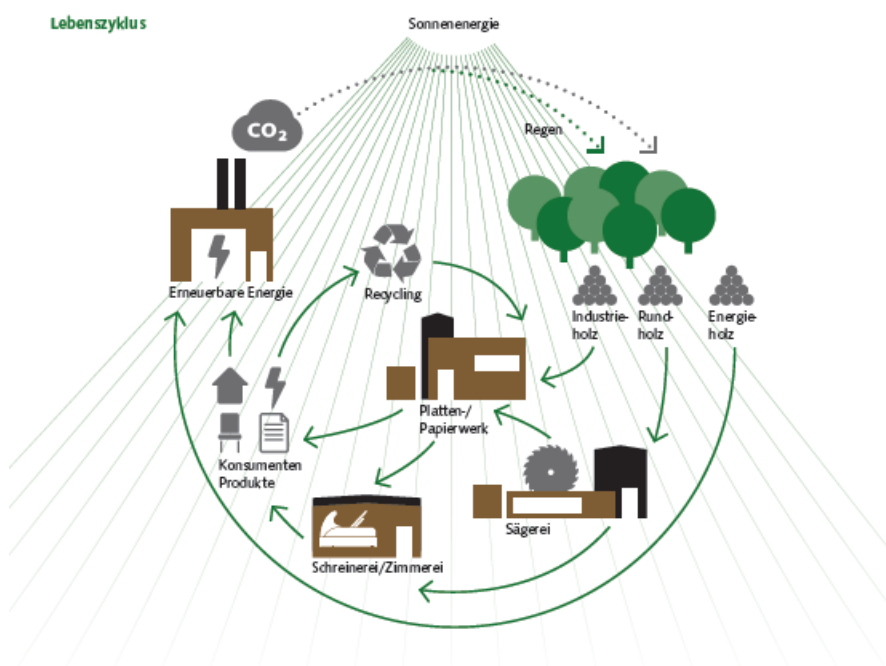 Lebenszyklus
Sonnenenergie
CO₂
Regen
Erneuerbare Energie
Recycling
Industrie-
holz
Rund-
holz
Energie-
holz
Platten-/
Papierwerk
Konsumenten
Produkte
Sägerei
Schreinerei/Zimmerei